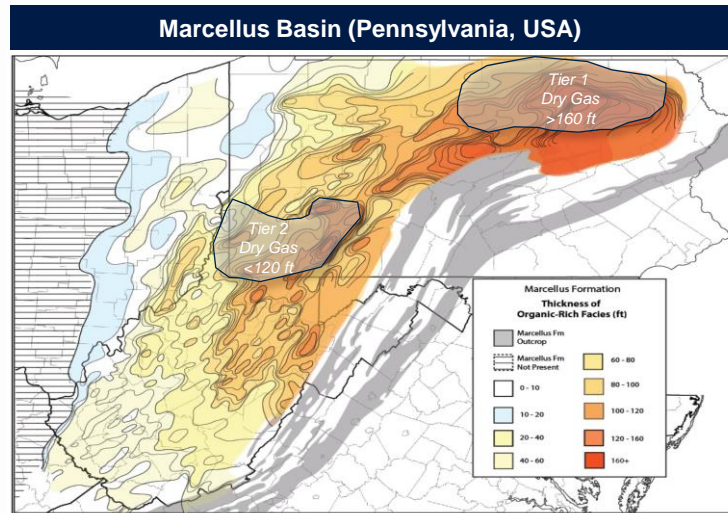 Marcellus Basin (Pennsylvania, USA)
Tier 1
Dry Gas
>160 ft
Tier 2
Dry Gas
<120 ft
Marcellus Formation
Thickness of
Organic-Rich Facies (ft)
Marcellus Fm
Outcrop
Marcellus Fm
Not Present
0 - 10
10 - 20
20 - 40
40 - 60
60 - 80
80 - 100
100 - 120
120 - 160
160+